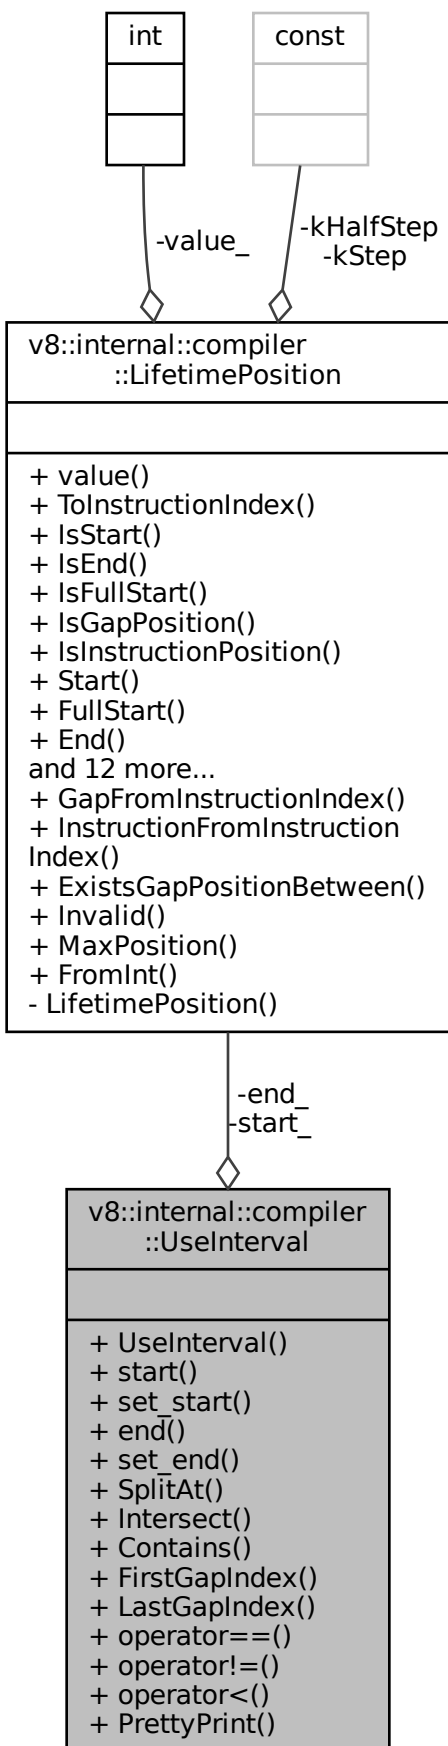 int
const
-value_
-kHalfStep
-kStep
v8::internal::compiler
::LifetimePosition
+ value()
+ ToInstructionIndex()
+ IsStart()
+ IsEnd()
+ IsFullStart()
+ IsGapPosition()
+ IsInstructionPosition()
+ Start()
+ FullStart()
+ End()
and 12 more...
+ GapFromInstructionIndex()
+ InstructionFromInstruction
Index()
+ ExistsGapPositionBetween()
+ Invalid()
+ MaxPosition()
+ FromInt()
- LifetimePosition()
-end_
-start_
v8::internal::compiler
::UseInterval
+ UseInterval()
+ start()
+ set_start()
+ end()
+ set_end()
+ SplitAt()
+ Intersect()
+ Contains()
+ FirstGapIndex()
+ LastGapIndex()
+ operator==()
+ operator!=()
+ operator<()
+ PrettyPrint()